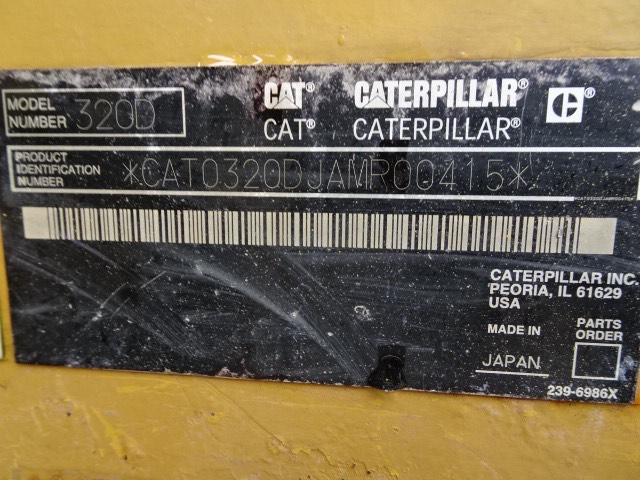 MODEL NUMBER 320D
CAT® CATERPILLAR® C®
CAT® CATERPILLAR®
PRODUCT IDENTIFICATION NUMBER *CAT0320DJAMR00415*
CATERPILLAR INC.
PEORIA, IL 61629
USA
MADE IN JAPAN
PARTS ORDER
239-6986X